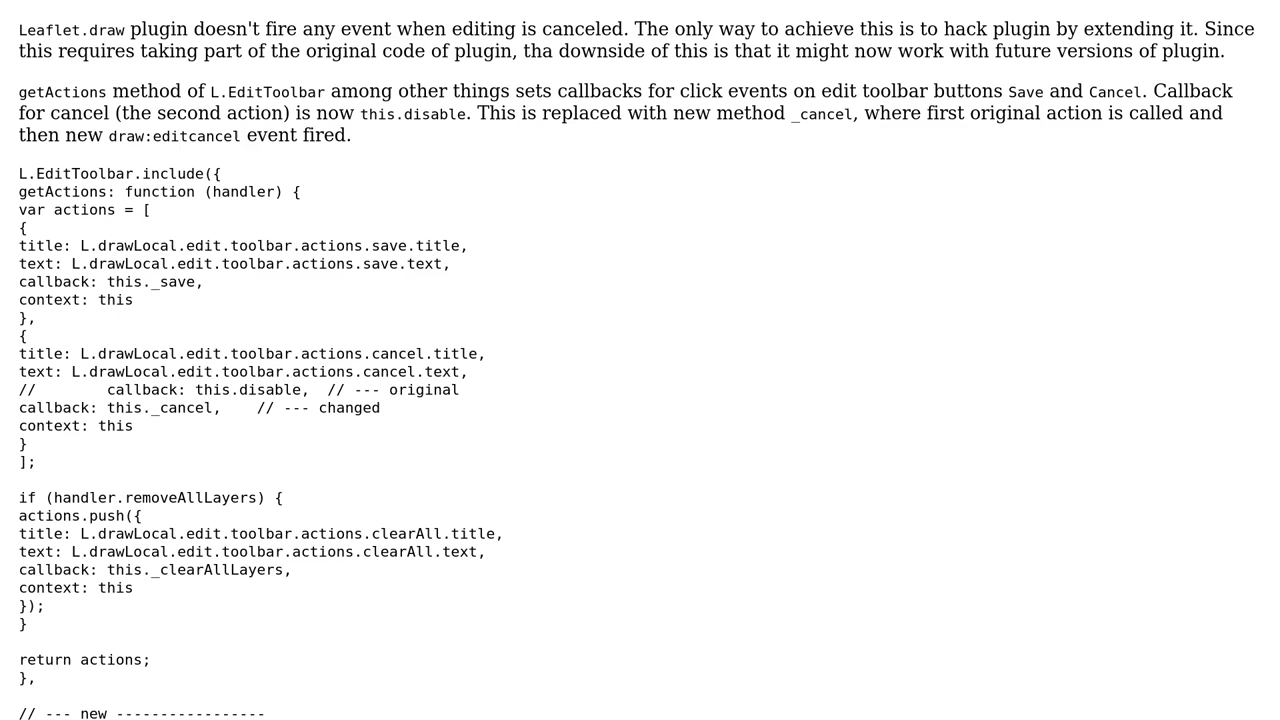 Leaflet.draw plugin doesn't fire any event when editing is canceled. The only way to achieve this is to hack plugin by extending it. Since
this requires taking part of the original code of plugin, tha downside of this is that it might now work with future versions of plugin.
getActions method of L.EditToolbar among other things sets callbacks for click events on edit toolbar buttons Save and Cancel. Callback
for cancel (the second action) is now this.disable. This is replaced with new method _cancel, where first original action is called and
then new draw:editcancel event fired.
L.EditToolbar.include({
getActions: function (handler) {
var actions = [
{
title: L.drawLocal.edit.toolbar.actions.save.title,
text: L.drawLocal.edit.toolbar.actions.save.text,
callback: this._save,
context: this
},
{
title: L.drawLocal.edit.toolbar.actions.cancel.title,
text: L.drawLocal.edit.toolbar.actions.cancel.text,
//        callback: this.disable,  // --- original
callback: this._cancel,    // --- changed
context: this
}
];
if (handler.removeAllLayers) {
actions.push({
title: L.drawLocal.edit.toolbar.actions.clearAll.title,
text: L.drawLocal.edit.toolbar.actions.clearAll.text,
callback: this._clearAllLayers,
context: this
});
}
return actions;
},
// --- new -----------------